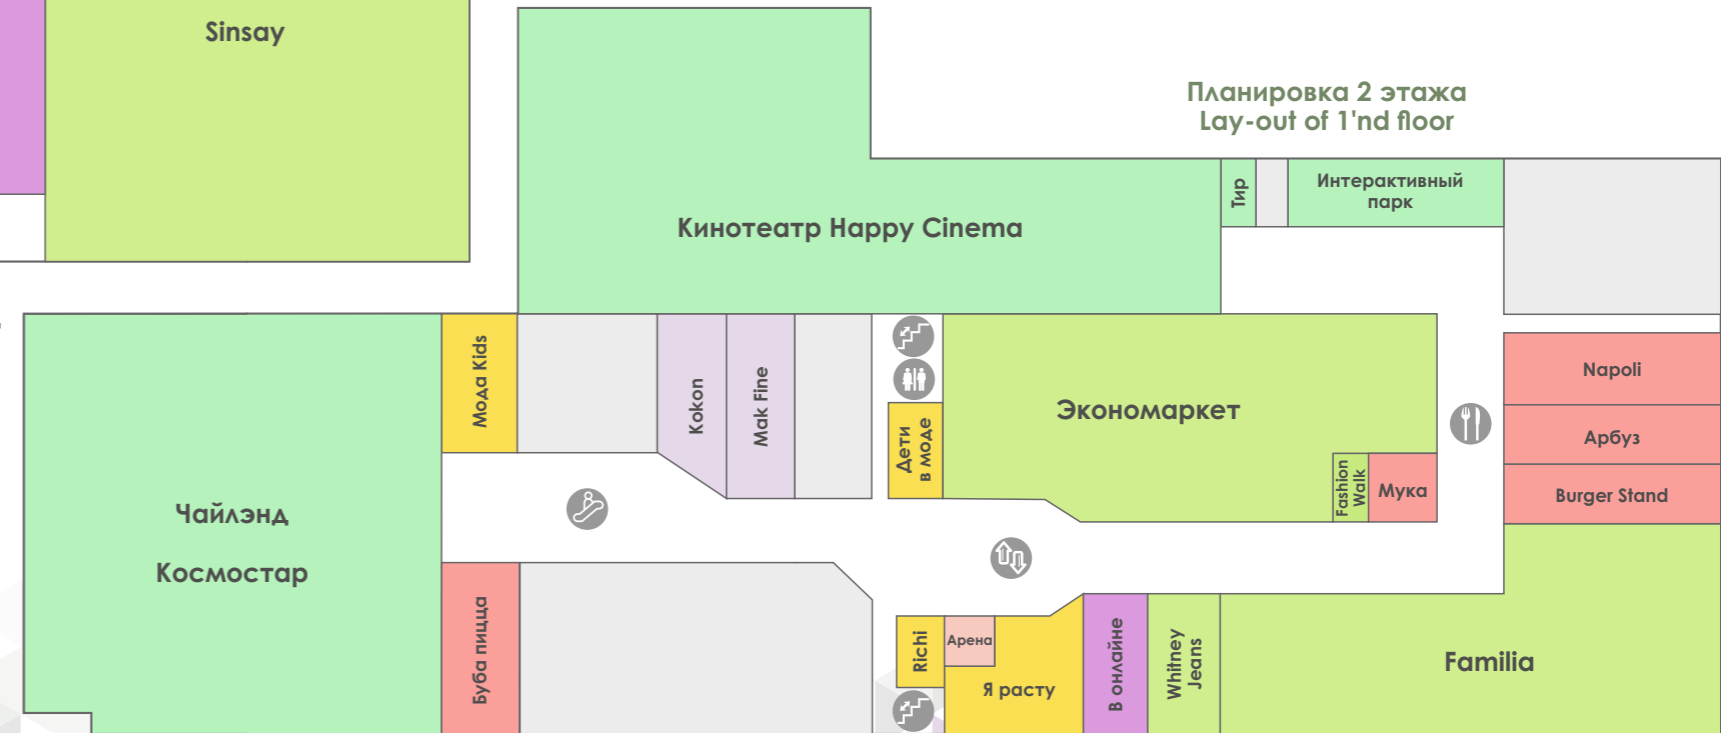 Sinsay
Планировка 2 этажа
Lay-out of 1'nd floor
Кинотеатр Happy Cinema
Тир
Интерактивный
парк
Мода Kids
Kokon
Mak Fine
Дети
в моде
Экономаркет
Fashion
Walk
Мука
Napoli
Арбуз
Burger Stand
Чайлэнд
Космостар
Буба пицца
Richi
Арена
Я расту
В онлайне
Whitney
Jeans
Familia